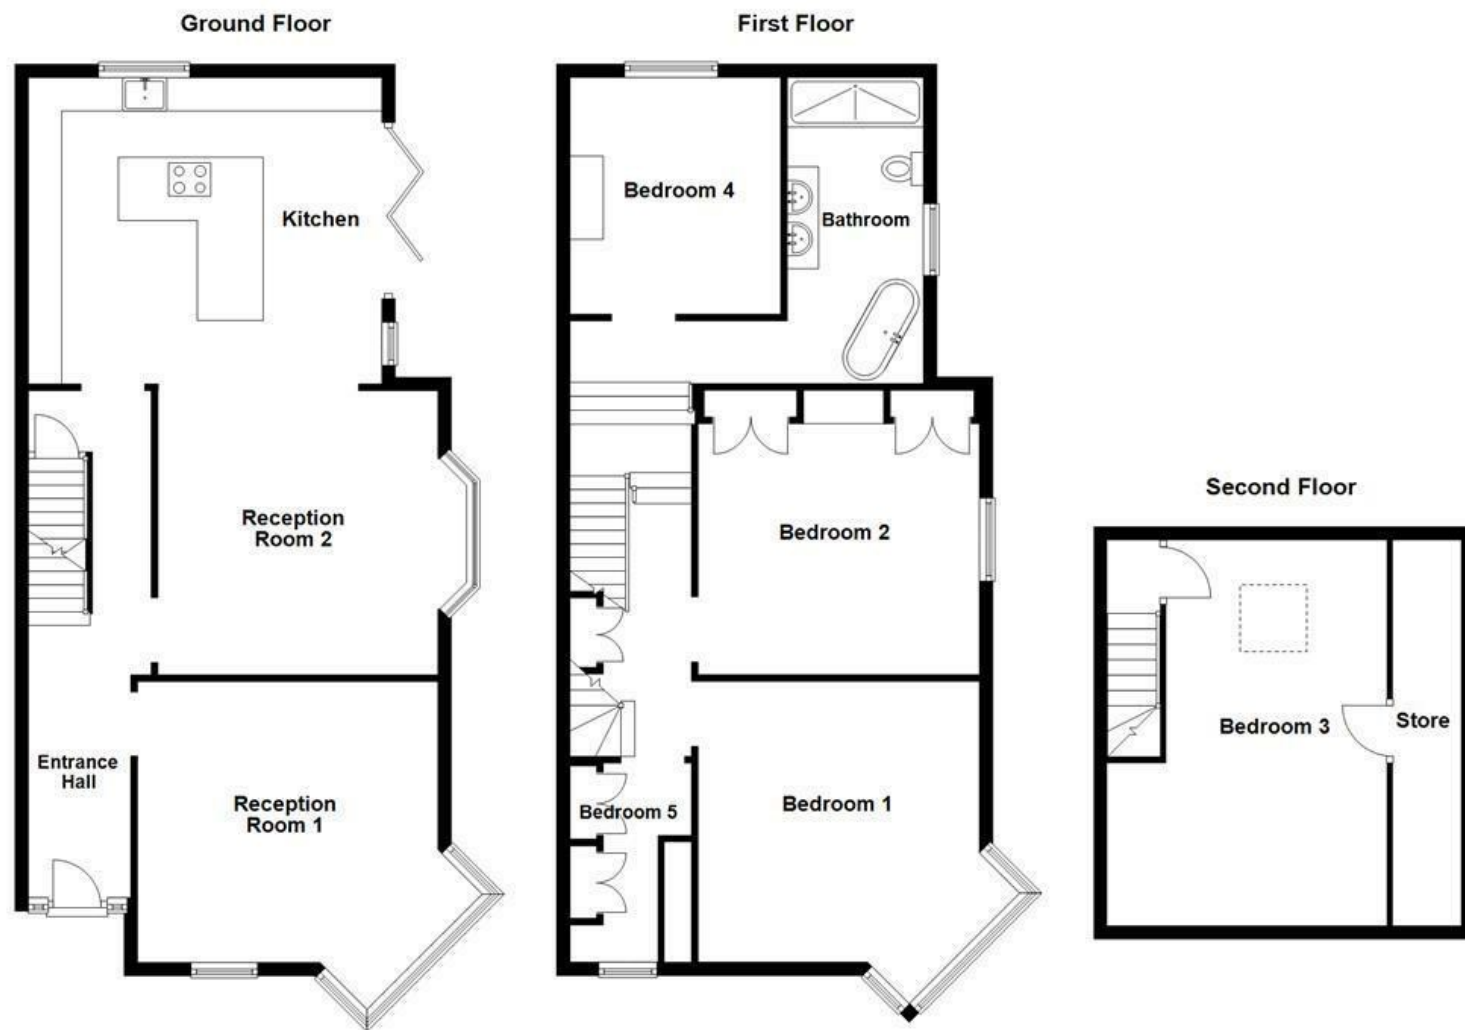 Ground Floor
Kitchen
Reception
Room 2
Entrance
Hall
Reception
Room 1
First Floor
Bedroom 4
Bathroom
Bedroom 2
Bedroom 5
Bedroom 1
Second Floor
Bedroom 3
Store